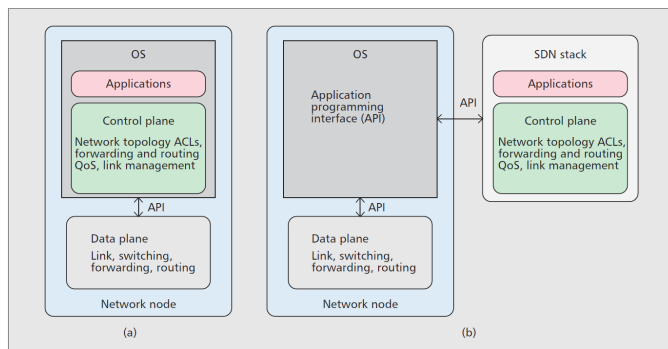 OS
Applications
Control plane
Network topology ACLs,
forwarding and routing
QoS, link management
API
Data plane
Link, switching,
forwarding, routing
Network node
(a)
OS
Application
programming
interface (API)
API
Data plane
Link, switching,
forwarding, routing
Network node
API
SDN stack
Applications
Control plane
Network topology ACLs,
forwarding and routing
QoS, link management
(b)